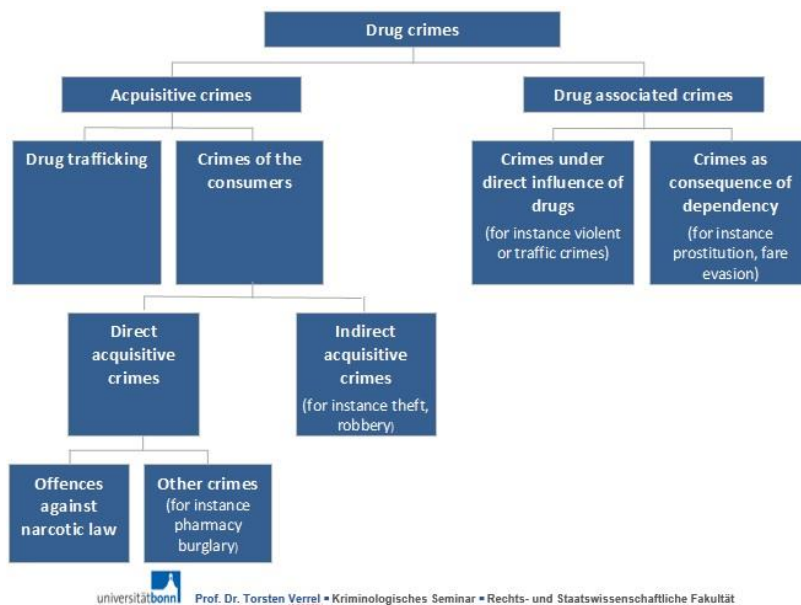 Drug crimes
Acpuisitive crimes
Drug associated crimes
Drug trafficking
Crimes of the
consumers
Crimes under
direct influence of
drugs
(for instance violent
or traffic crimes)
Crimes as
consequence of
dependency
(for instance
prostitution, fare
evasion)
Direct
acquisitive
crimes
Indirect
acquisitive
crimes
(for instance theft,
robbery)
Offences
against
narcotic law
Other crimes
(for instance
pharmacy
burglary)
universitätbonn Prof. Dr. Torsten Verrel ▪ Kriminologisches Seminar ▪ Rechts- und Staatswissenschaftliche Fakultät